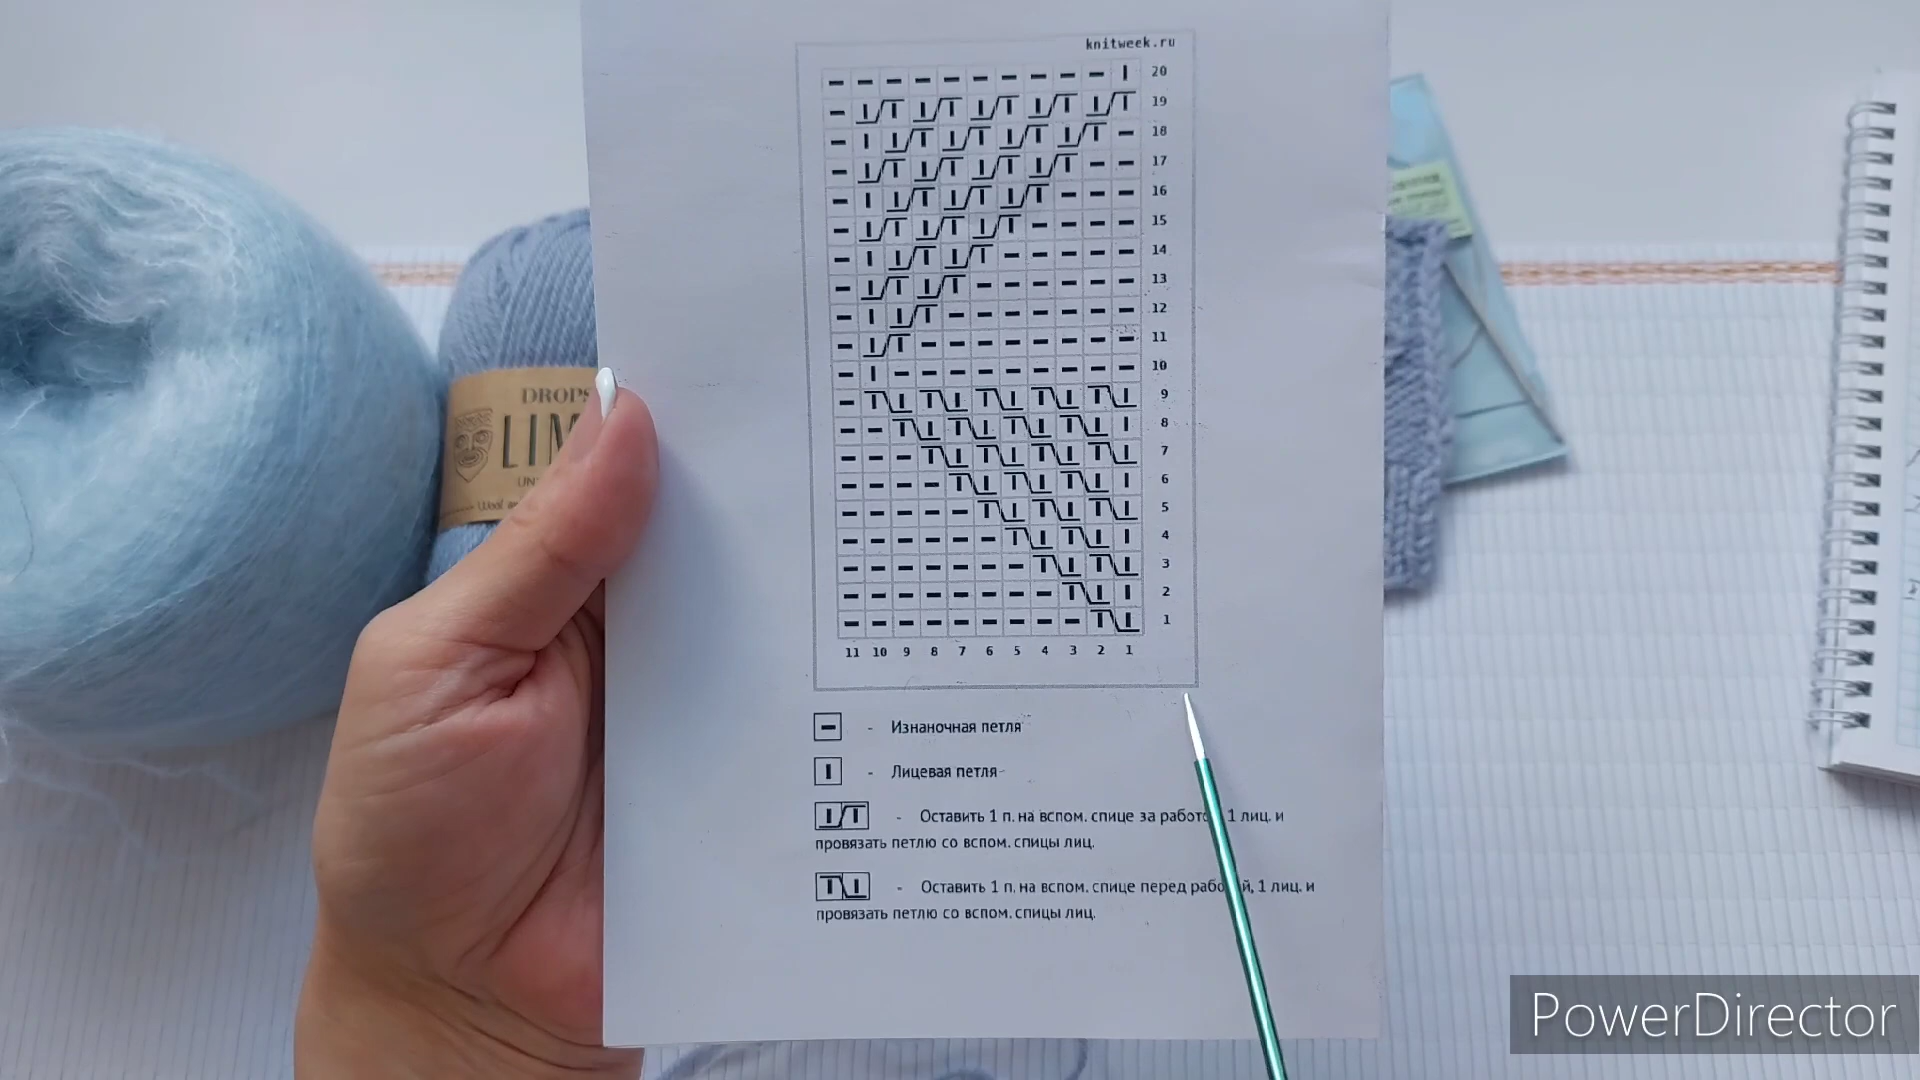 knitweek.ru
20
19
18
17
16
15
14
13
12
11
10
9
8
7
6
5
4
3
2
1
11 10 9 8 7 6 5 4 3 2 1
- Изнаночная петля
- Лицевая петля
- Оставить 1 п. на вспом. спице за 1 лиц. и
провязать петлю со вспом. спицы лиц.
- Оставить 1 п. на вспом. спице перед 1 лиц. и
провязать петлю со вспом. спицы лиц.
DROPS
Wool
PowerDirector